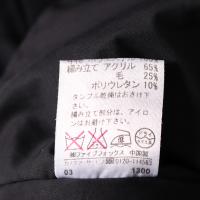 編み立て アクリル 65%
毛 25%
ポリウレタン 10%
タンブル乾燥はお避け下さい。
編み立て部分は、アイロン
はお避け下さい。
㈱ファイブフォックス 中国製
03 1300